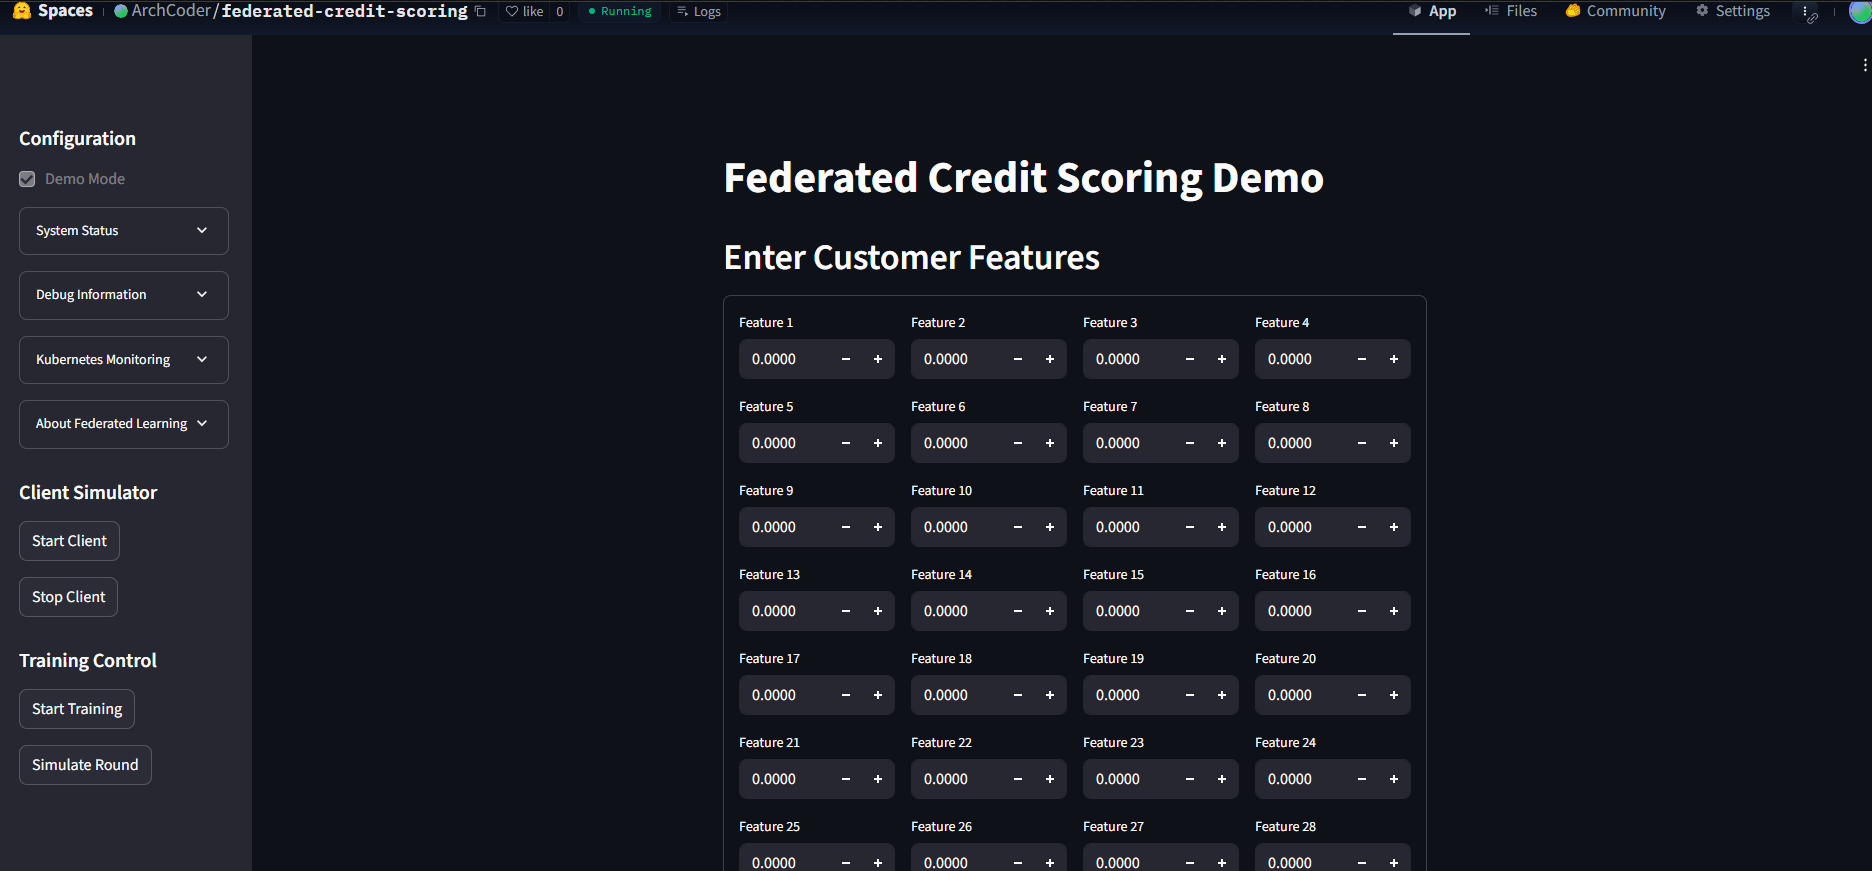 Spaces ArchCoder/federated-credit-scoring like 0 Running Logs App Files Community Settings
Configuration
Demo Mode
System Status
Debug Information
Kubernetes Monitoring
About Federated Learning
Client Simulator
Start Client
Stop Client
Training Control
Start Training
Simulate Round
Federated Credit Scoring Demo
Enter Customer Features
Feature 1 Feature 2 Feature 3 Feature 4
0.0000 − + 0.0000 − + 0.0000 − + 0.0000 − +
Feature 5 Feature 6 Feature 7 Feature 8
0.0000 − + 0.0000 − + 0.0000 − + 0.0000 − +
Feature 9 Feature 10 Feature 11 Feature 12
0.0000 − + 0.0000 − + 0.0000 − + 0.0000 − +
Feature 13 Feature 14 Feature 15 Feature 16
0.0000 − + 0.0000 − + 0.0000 − + 0.0000 − +
Feature 17 Feature 18 Feature 19 Feature 20
0.0000 − + 0.0000 − + 0.0000 − + 0.0000 − +
Feature 21 Feature 22 Feature 23 Feature 24
0.0000 − + 0.0000 − + 0.0000 − + 0.0000 − +
Feature 25 Feature 26 Feature 27 Feature 28
0.0000 − + 0.0000 − + 0.0000 − + 0.0000 − +